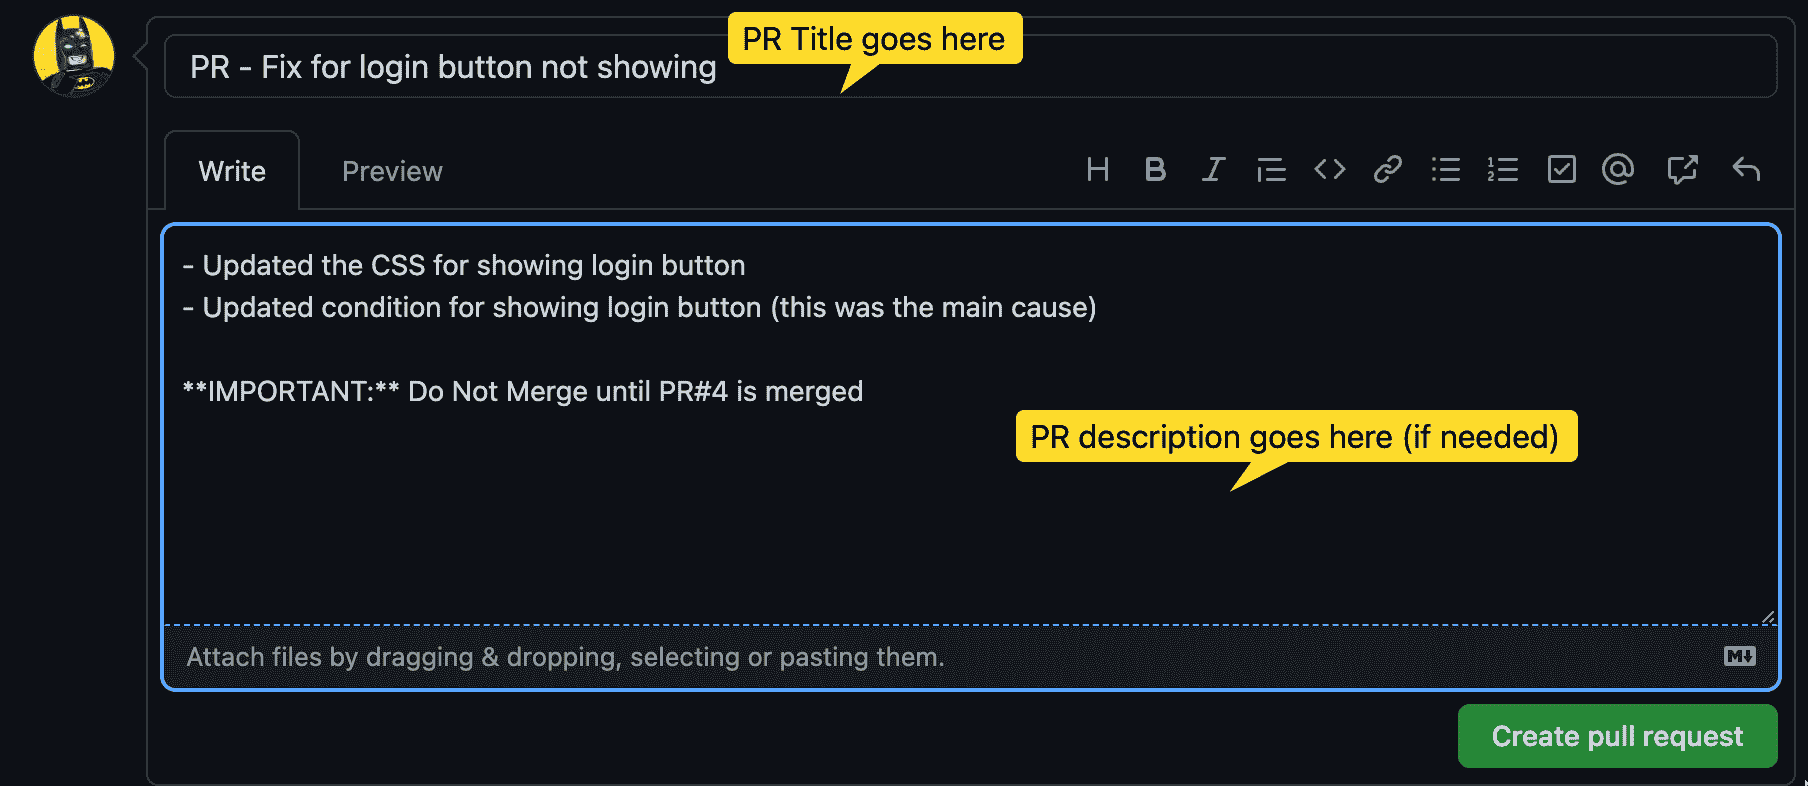 PR Title goes here
PR - Fix for login button not showing
Write
Preview
- Updated the CSS for showing login button
- Updated condition for showing login button (this was the main cause)
**IMPORTANT:** Do Not Merge until PR#4 is merged
PR description goes here (if needed)
Attach files by dragging & dropping, selecting or pasting them.
Create pull request